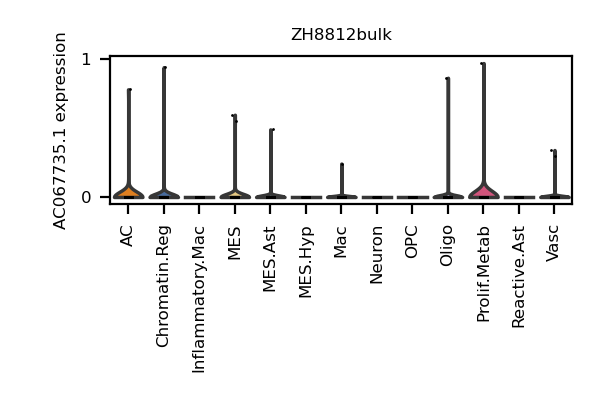 ZH8812bulk
AC067735.1 expression
1
0
AC
Chromatin.Reg
Inflammatory.Mac
MES
MES.Ast
MES.Hyp
Mac
Neuron
OPC
Oligo
Prolif.Metab
Reactive.Ast
Vasc